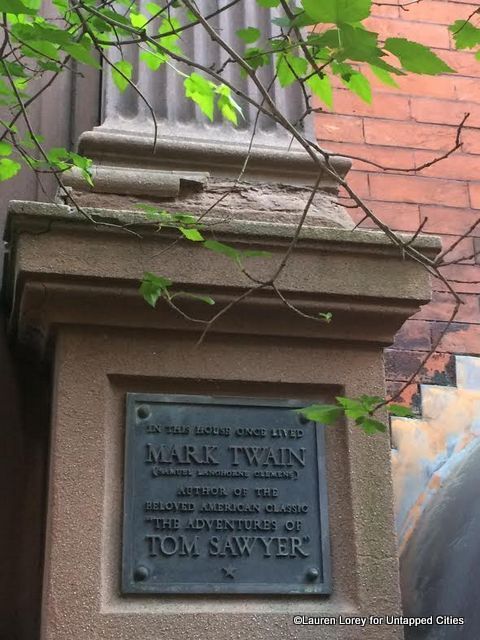 IN THIS HOUSE ONCE LIVED
MARK TWAIN
(SAMUEL LANGHORNE CLEMENS)
AUTHOR OF THE
BELOVED AMERICAN CLASSIC
"THE ADVENTURES OF
TOM SAWYER"
©Lauren Lorey for Untapped Cities